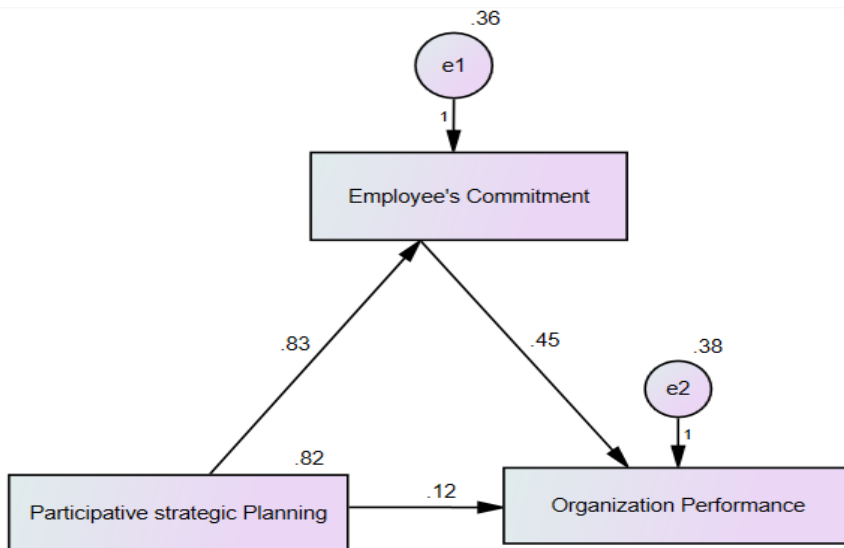 .36
e1
1
Employee's Commitment
.83
.45
.38
e2
1
.82
.12
Participative strategic Planning
Organization Performance